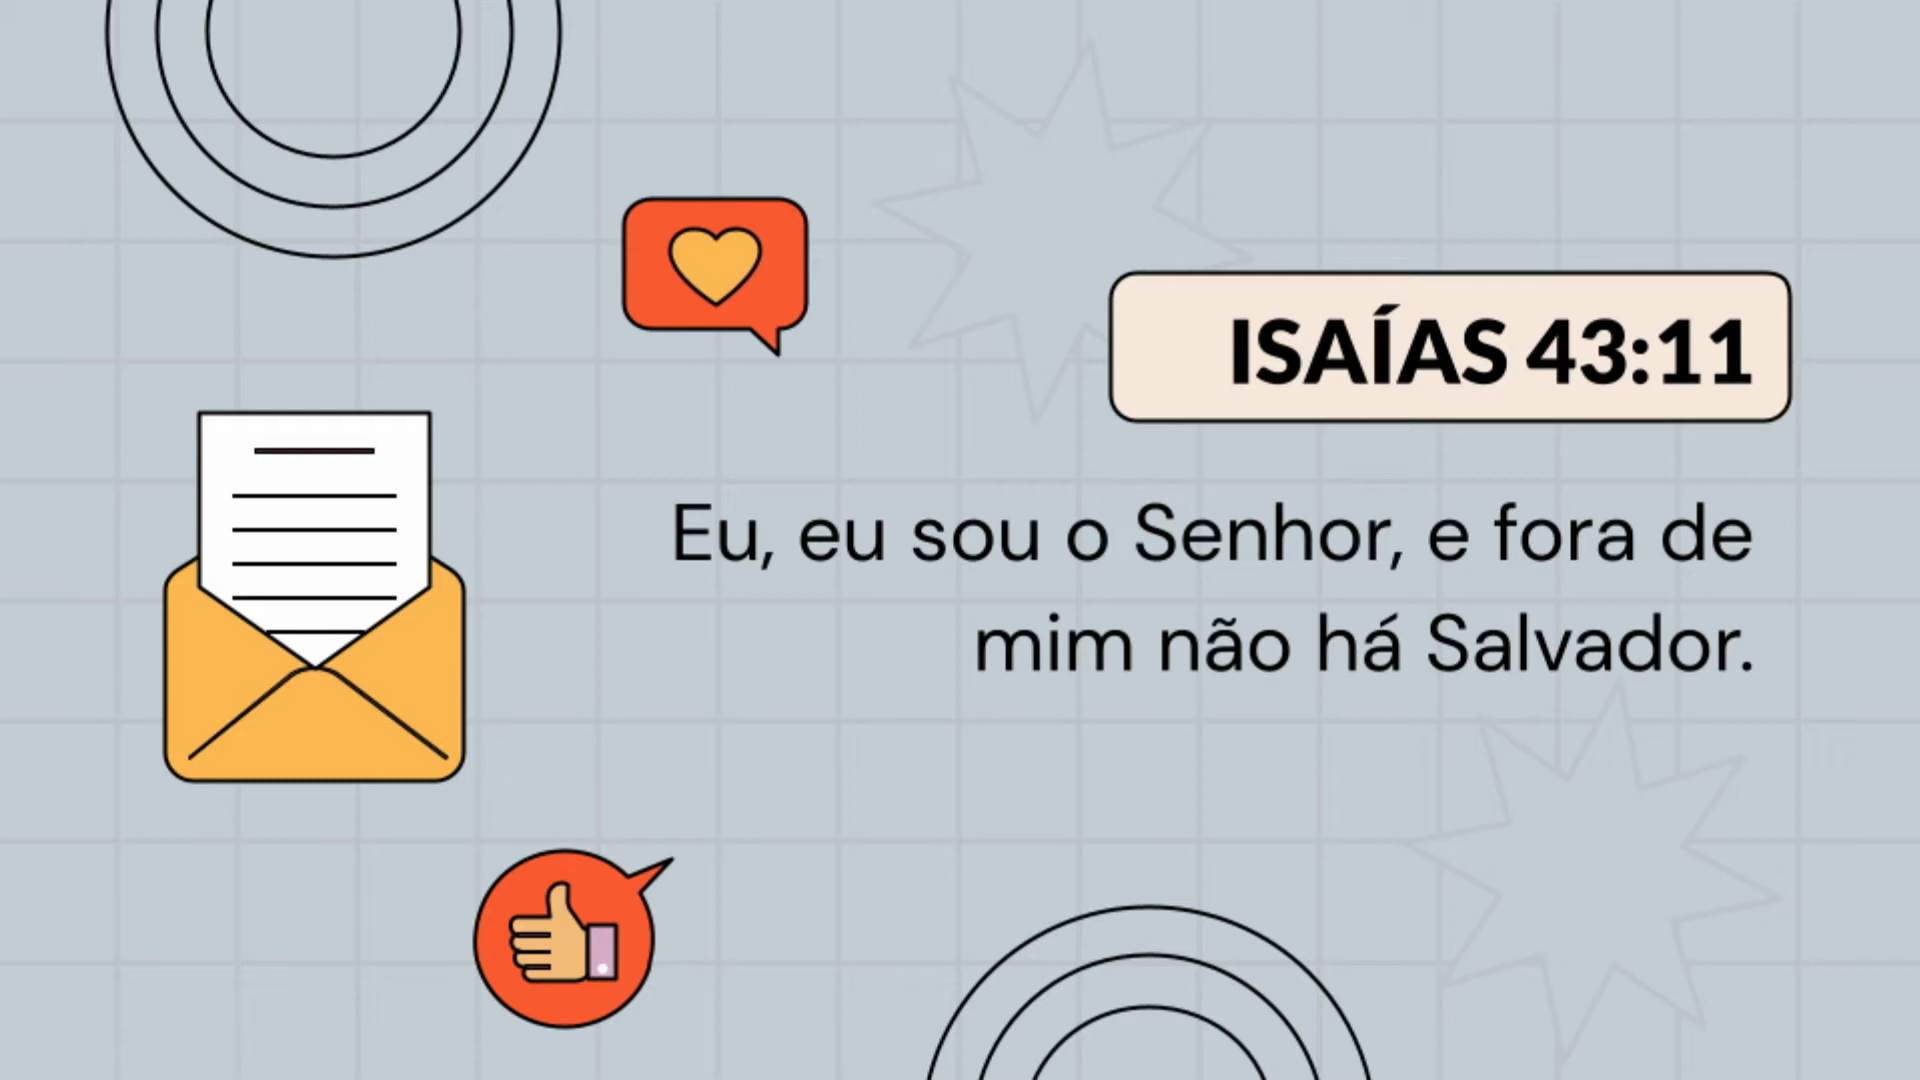 ISAÍAS 43:11
Eu, eu sou o Senhor, e fora de
mim não há Salvador.